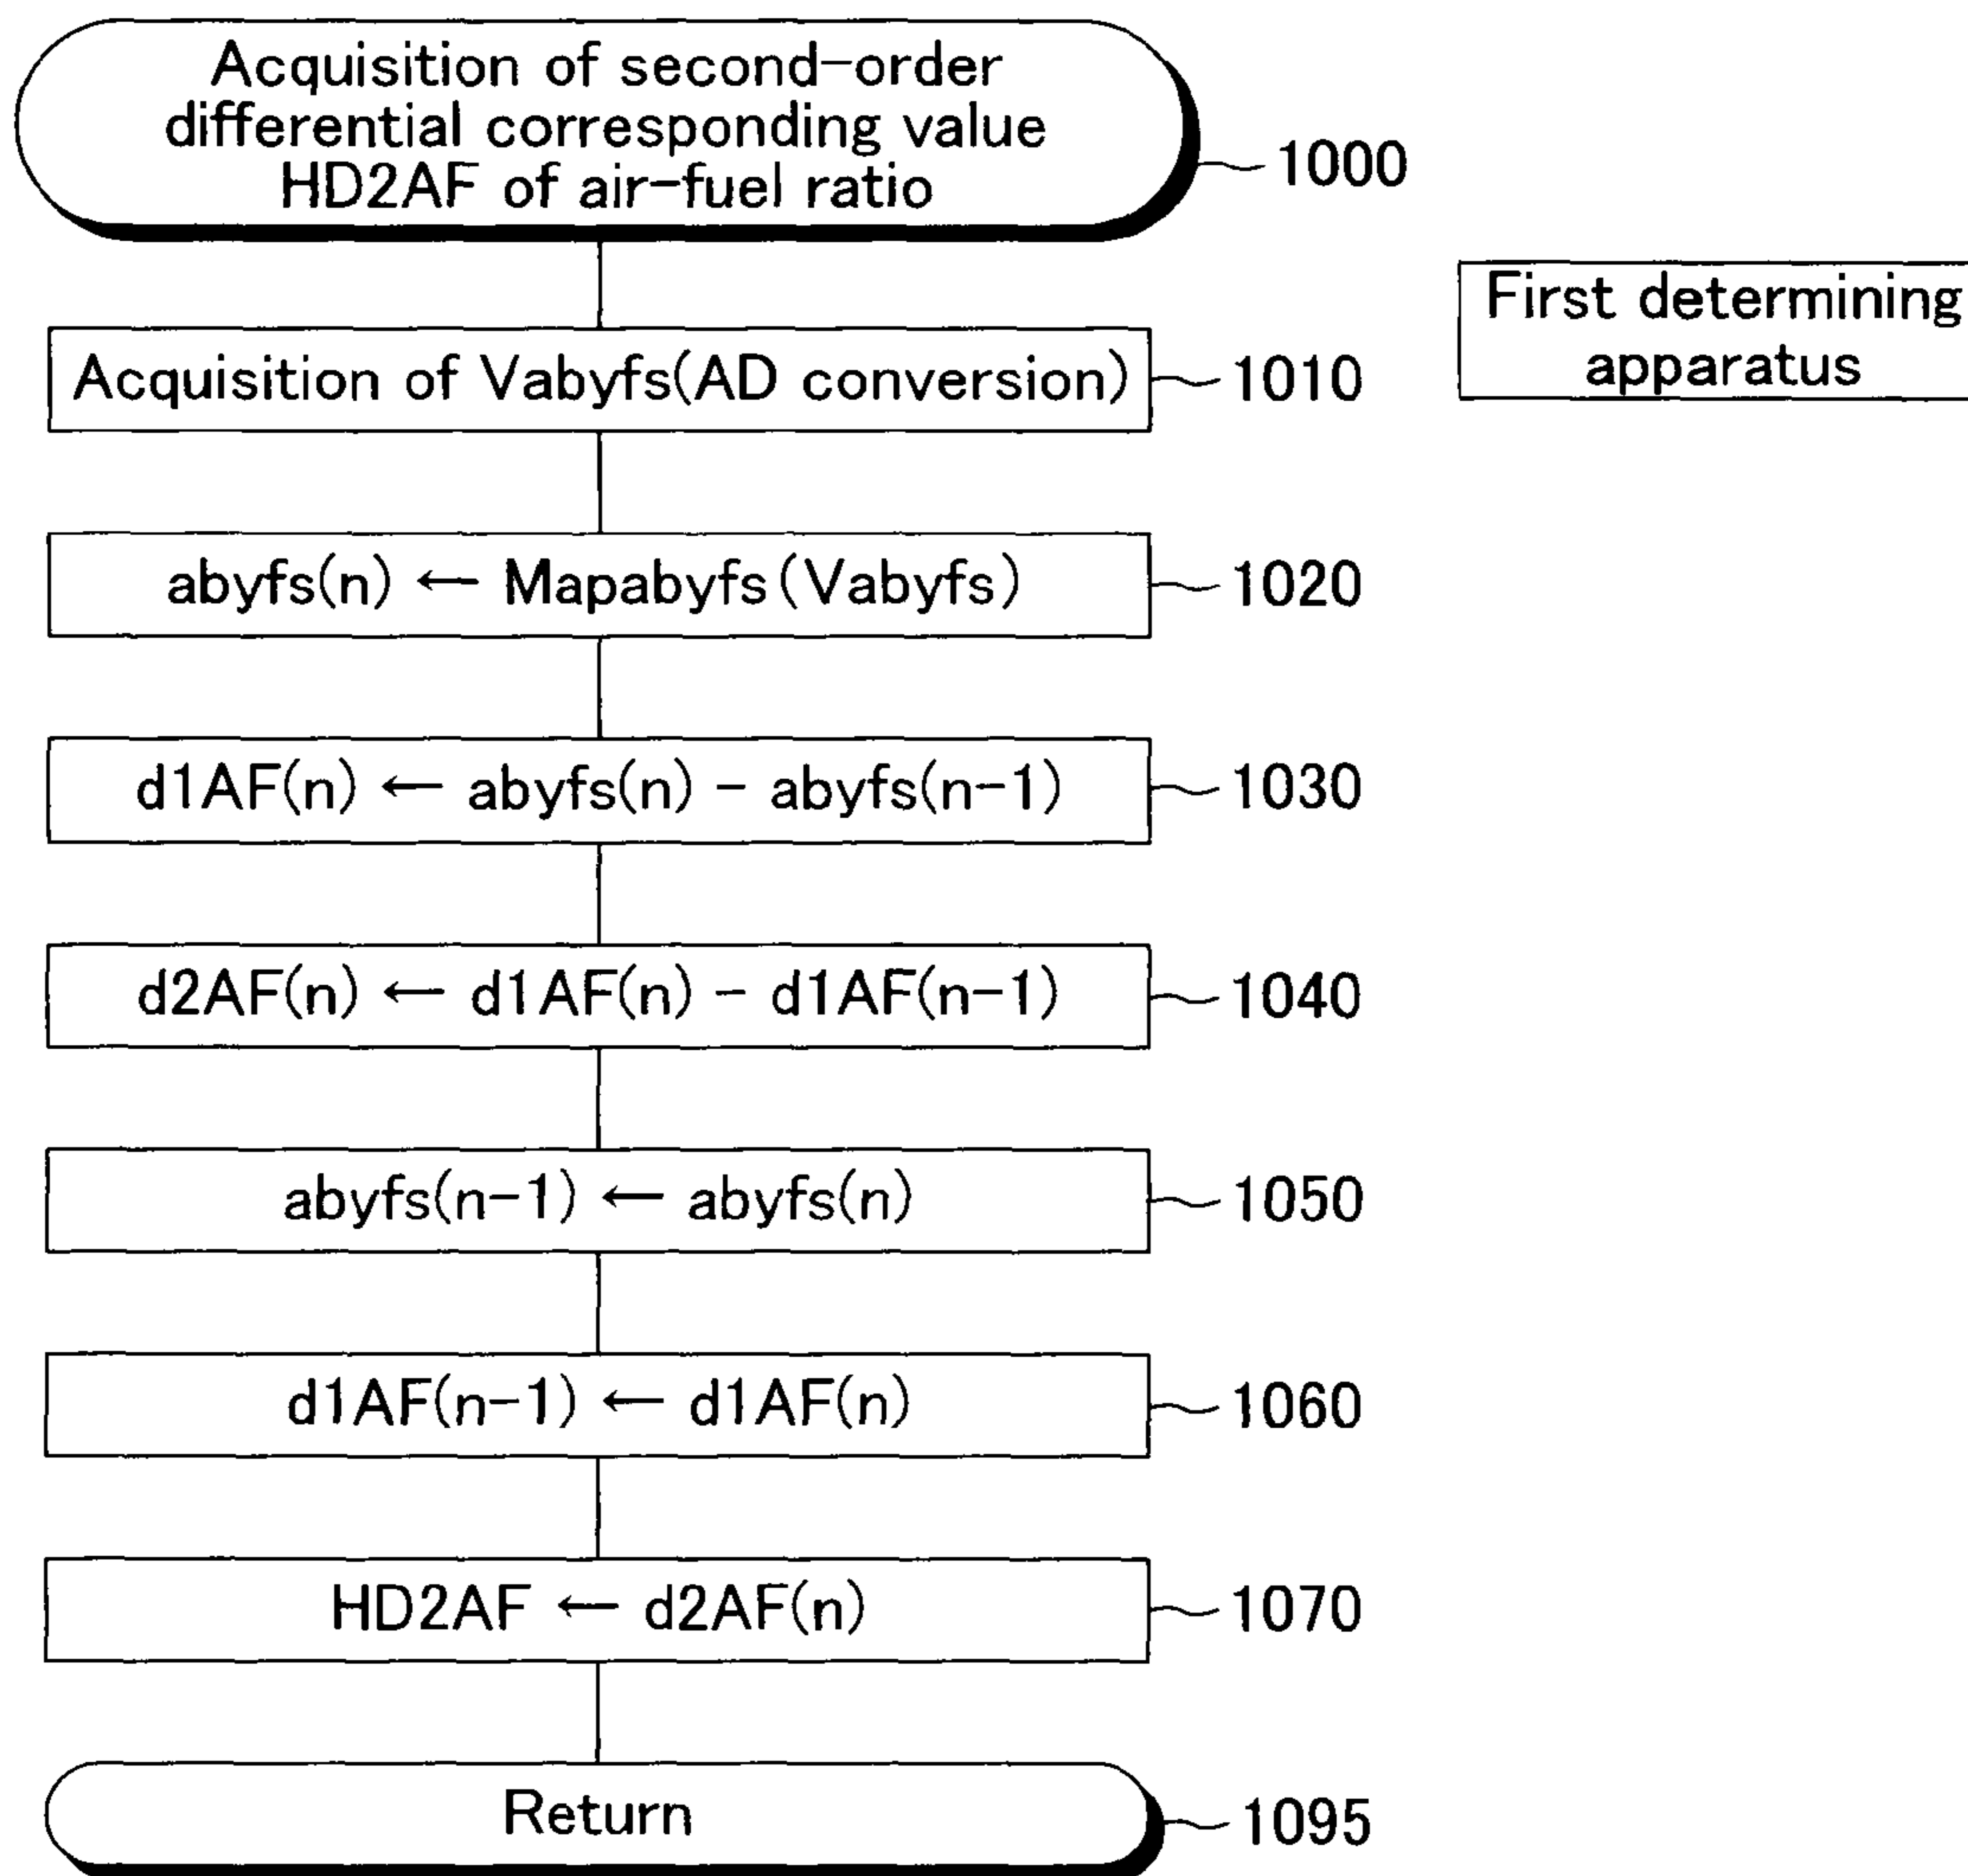 Acquisition of second-order
differential corresponding value
HD2AF of air-fuel ratio
1000
First determining
apparatus
Acquisition of Vabyfs(AD conversion)
1010
abyfs(n) ← Mapabyfs(Vabyfs)
1020
d1AF(n) ← abyfs(n) - abyfs(n-1)
1030
d2AF(n) ← d1AF(n) - d1AF(n-1)
1040
abyfs(n-1) ← abyfs(n)
1050
d1AF(n-1) ← d1AF(n)
1060
HD2AF ← d2AF(n)
1070
Return
1095